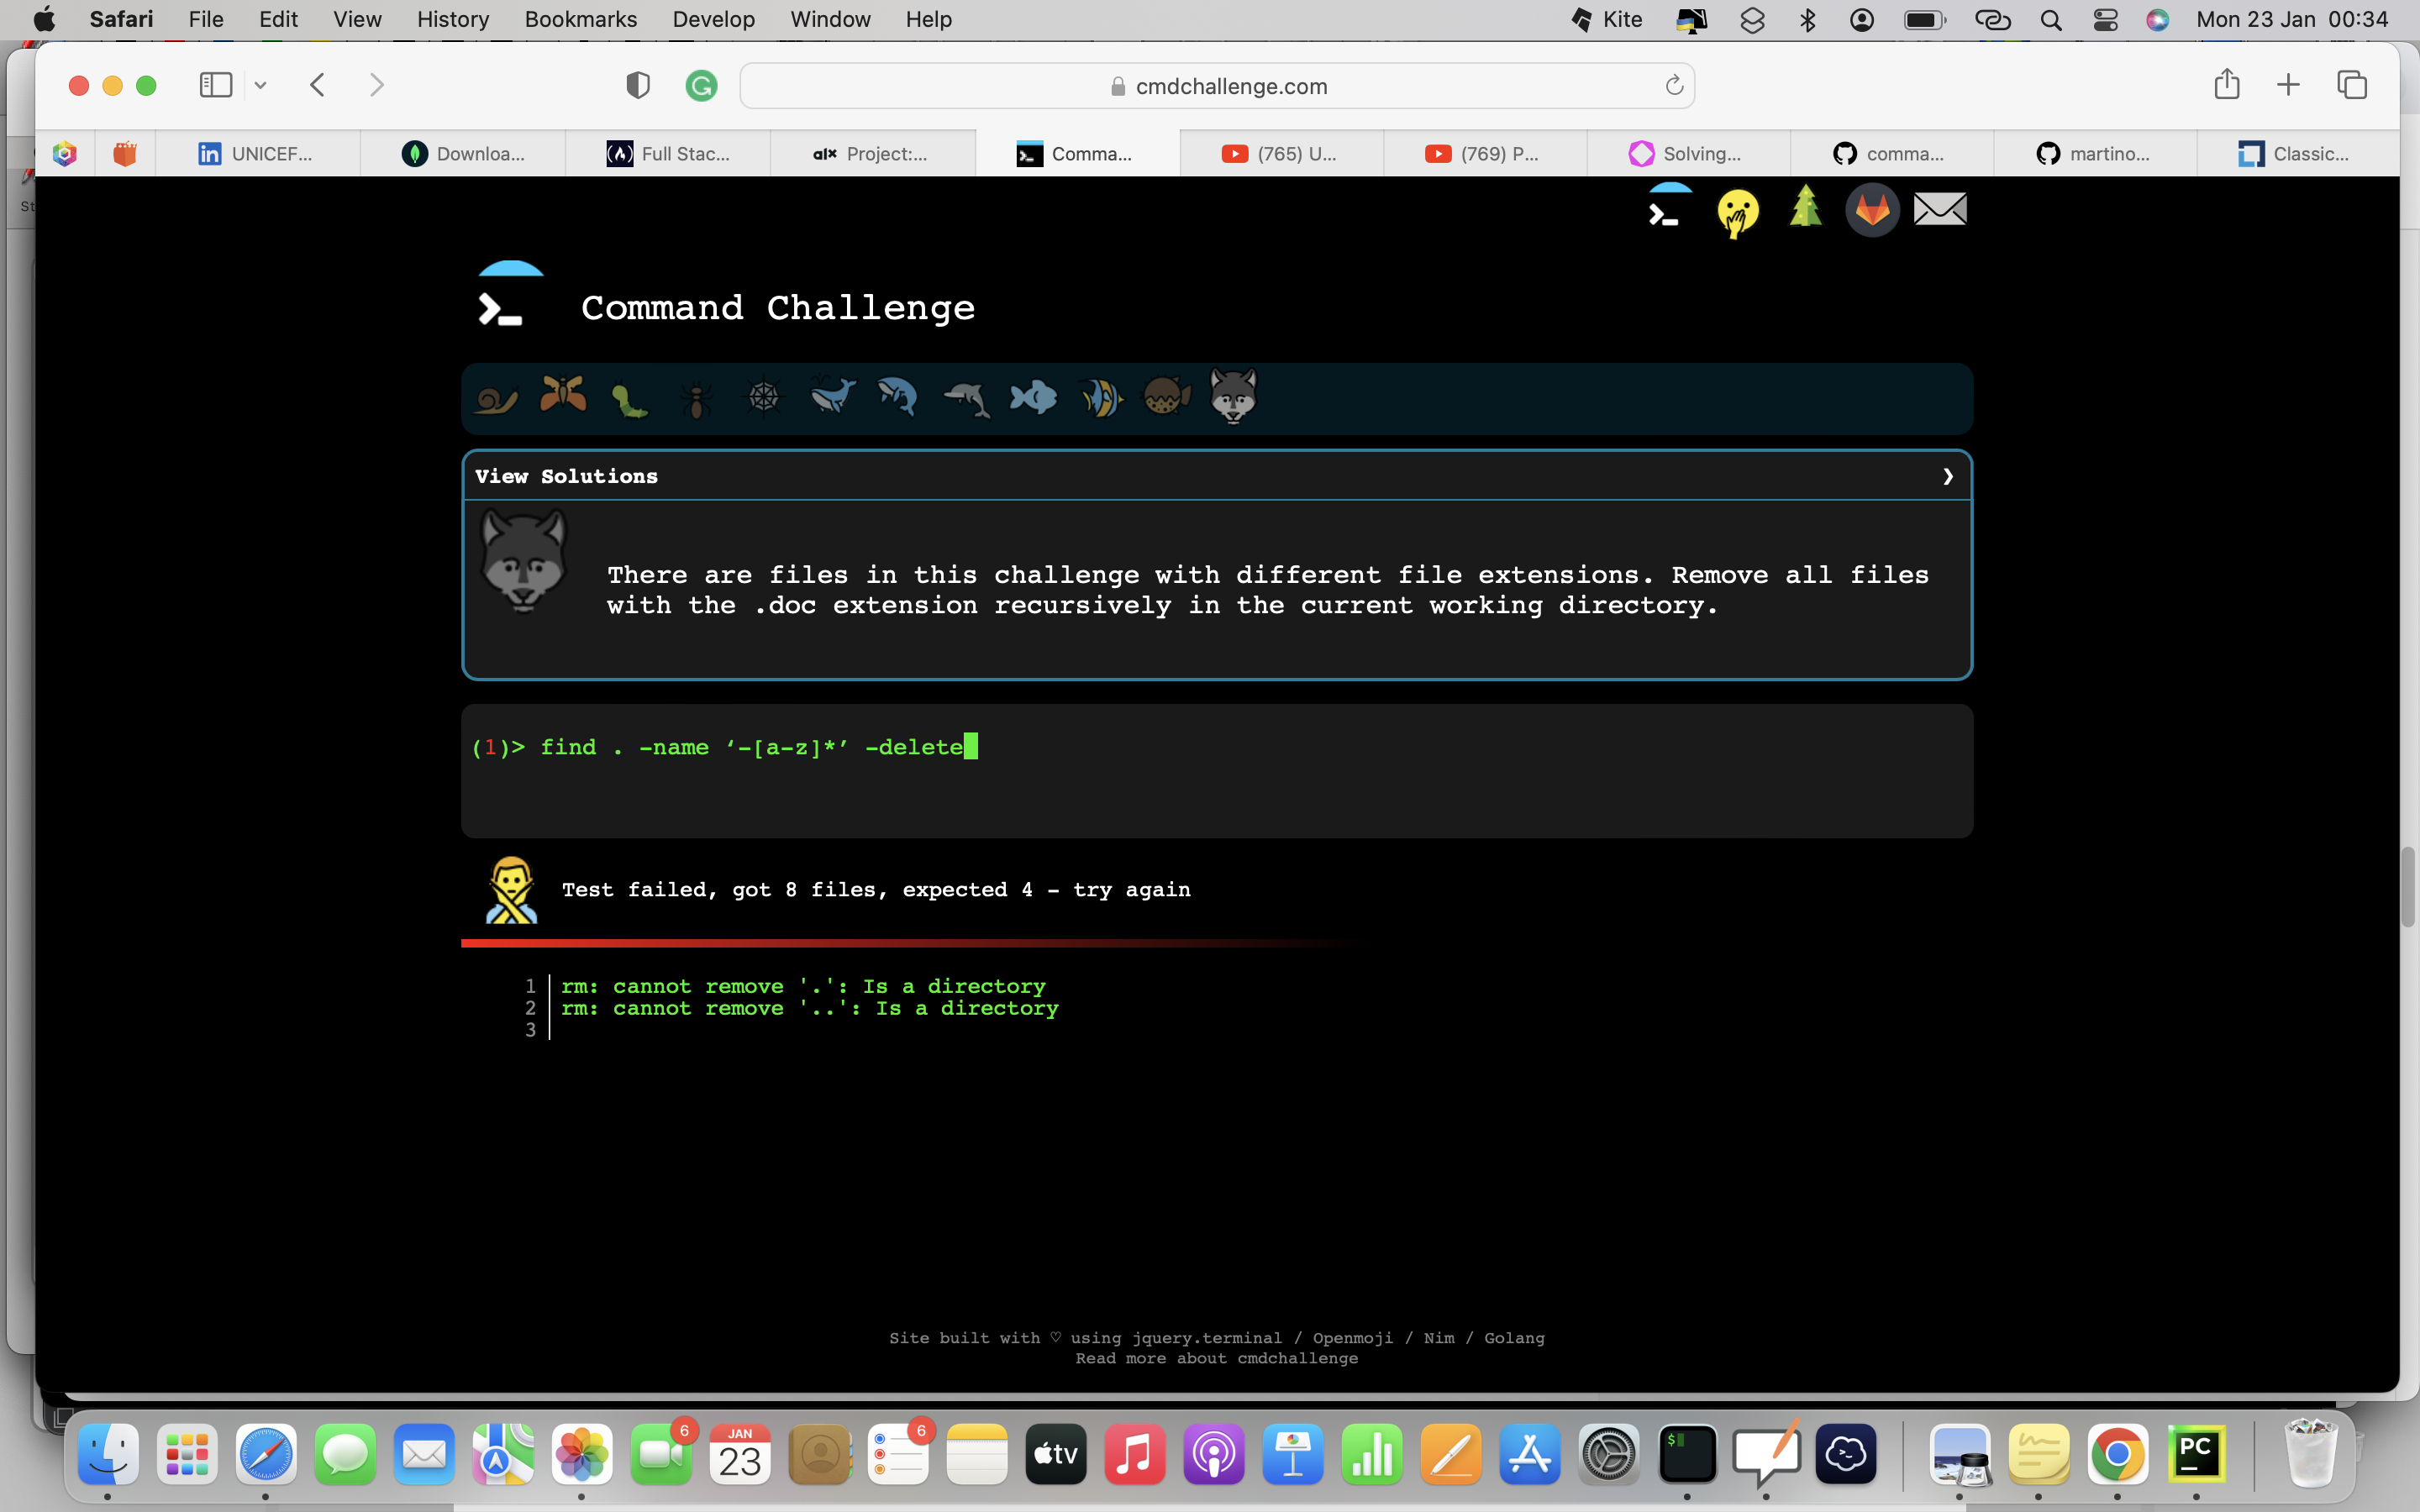 Safari File Edit View History Bookmarks Develop Window Help Kite Mon 23 Jan 00:34
cmdchallenge.com
UNICEF... Downloa... Full Stac... alx Project:... Comma... (765) U... (769) P... Solving... comma... martino... Classic...
St
Command Challenge
View Solutions ❯
There are files in this challenge with different file extensions. Remove all files
with the .doc extension recursively in the current working directory.
(1)> find . -name ‘-[a-z]*’ -delete
Test failed, got 8 files, expected 4 - try again
1 rm: cannot remove '.': Is a directory
2 rm: cannot remove '..': Is a directory
3
Site built with ♡ using jquery.terminal / Openmoji / Nim / Golang
Read more about cmdchallenge
6 JAN 23 6 tv $ PC